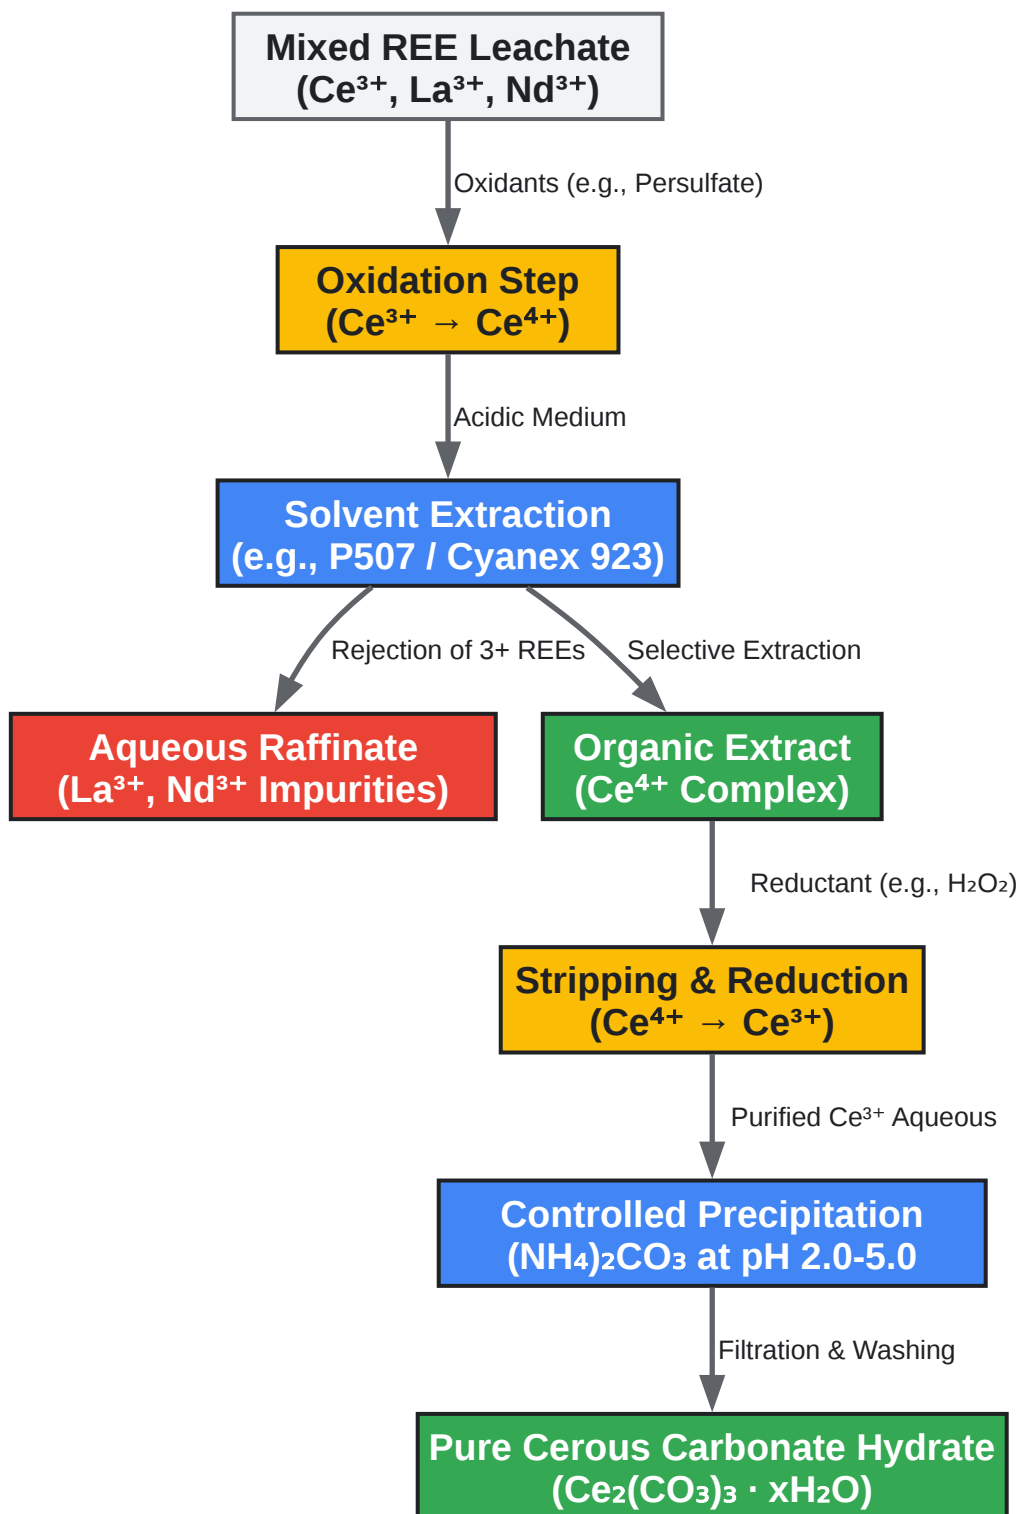 Mixed REE Leachate
(Ce³⁺, La³⁺, Nd³⁺)
Oxidants (e.g., Persulfate)
Oxidation Step
(Ce³⁺ → Ce⁴⁺)
Acidic Medium
Solvent Extraction
(e.g., P507 / Cyanex 923)
Rejection of 3+ REEs
Selective Extraction
Aqueous Raffinate
(La³⁺, Nd³⁺ Impurities)
Organic Extract
(Ce⁴⁺ Complex)
Reductant (e.g., H₂O₂)
Stripping & Reduction
(Ce⁴⁺ → Ce³⁺)
Purified Ce³⁺ Aqueous
Controlled Precipitation
(NH₄)₂CO₃ at pH 2.0-5.0
Filtration & Washing
Pure Cerous Carbonate Hydrate
(Ce₂(CO₃)₃ · xH₂O)